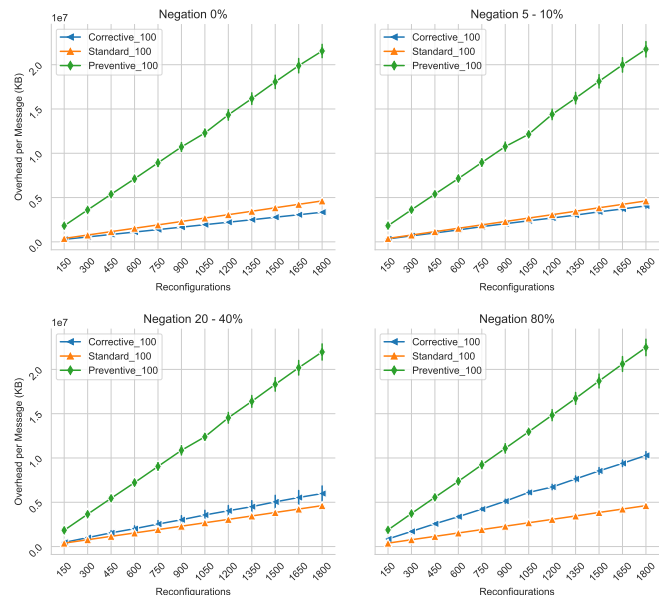 Negation 0%
1e7
Overhead per Message (KB)
2.0
1.5
1.0
0.5
0.0
Corrective_100
Standard_100
Preventive_100
150 300 450 600 750 900 1050 1200 1350 1500 1650 1800
Reconfigurations
Negation 5 - 10%
Corrective_100
Standard_100
Preventive_100
150 300 450 600 750 900 1050 1200 1350 1500 1650 1800
Reconfigurations
Negation 20 - 40%
1e7
Overhead per Message (KB)
2.0
1.5
1.0
0.5
0.0
Corrective_100
Standard_100
Preventive_100
150 300 450 600 750 900 1050 1200 1350 1500 1650 1800
Reconfigurations
Negation 80%
Corrective_100
Standard_100
Preventive_100
150 300 450 600 750 900 1050 1200 1350 1500 1650 1800
Reconfigurations